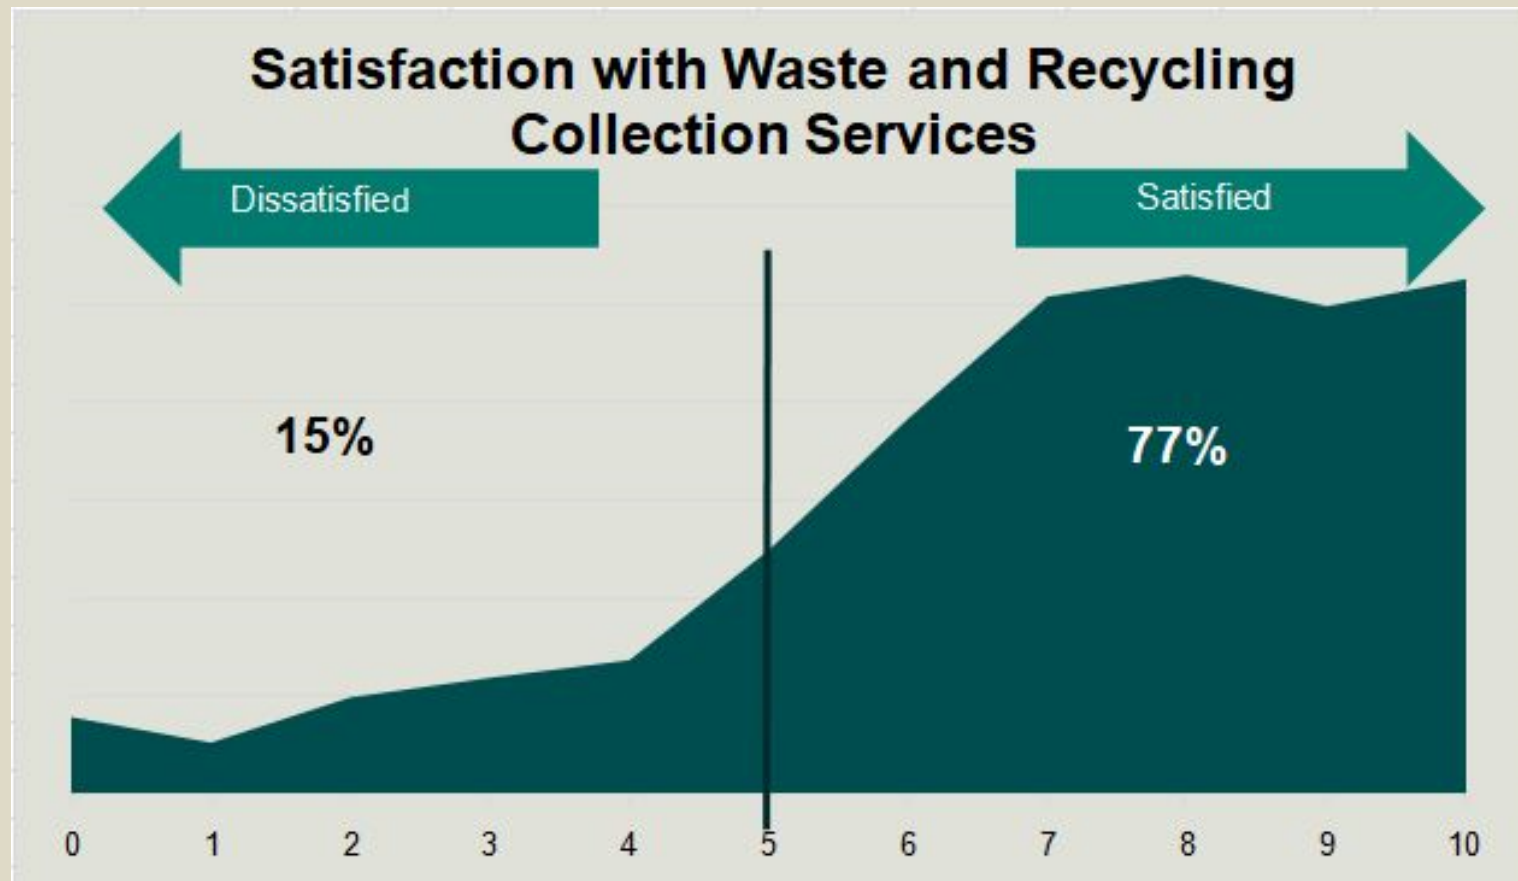 Satisfaction with Waste and Recycling
Collection Services
Dissatisfied
Satisfied
15%
77%
0 1 2 3 4 5 6 7 8 9 10